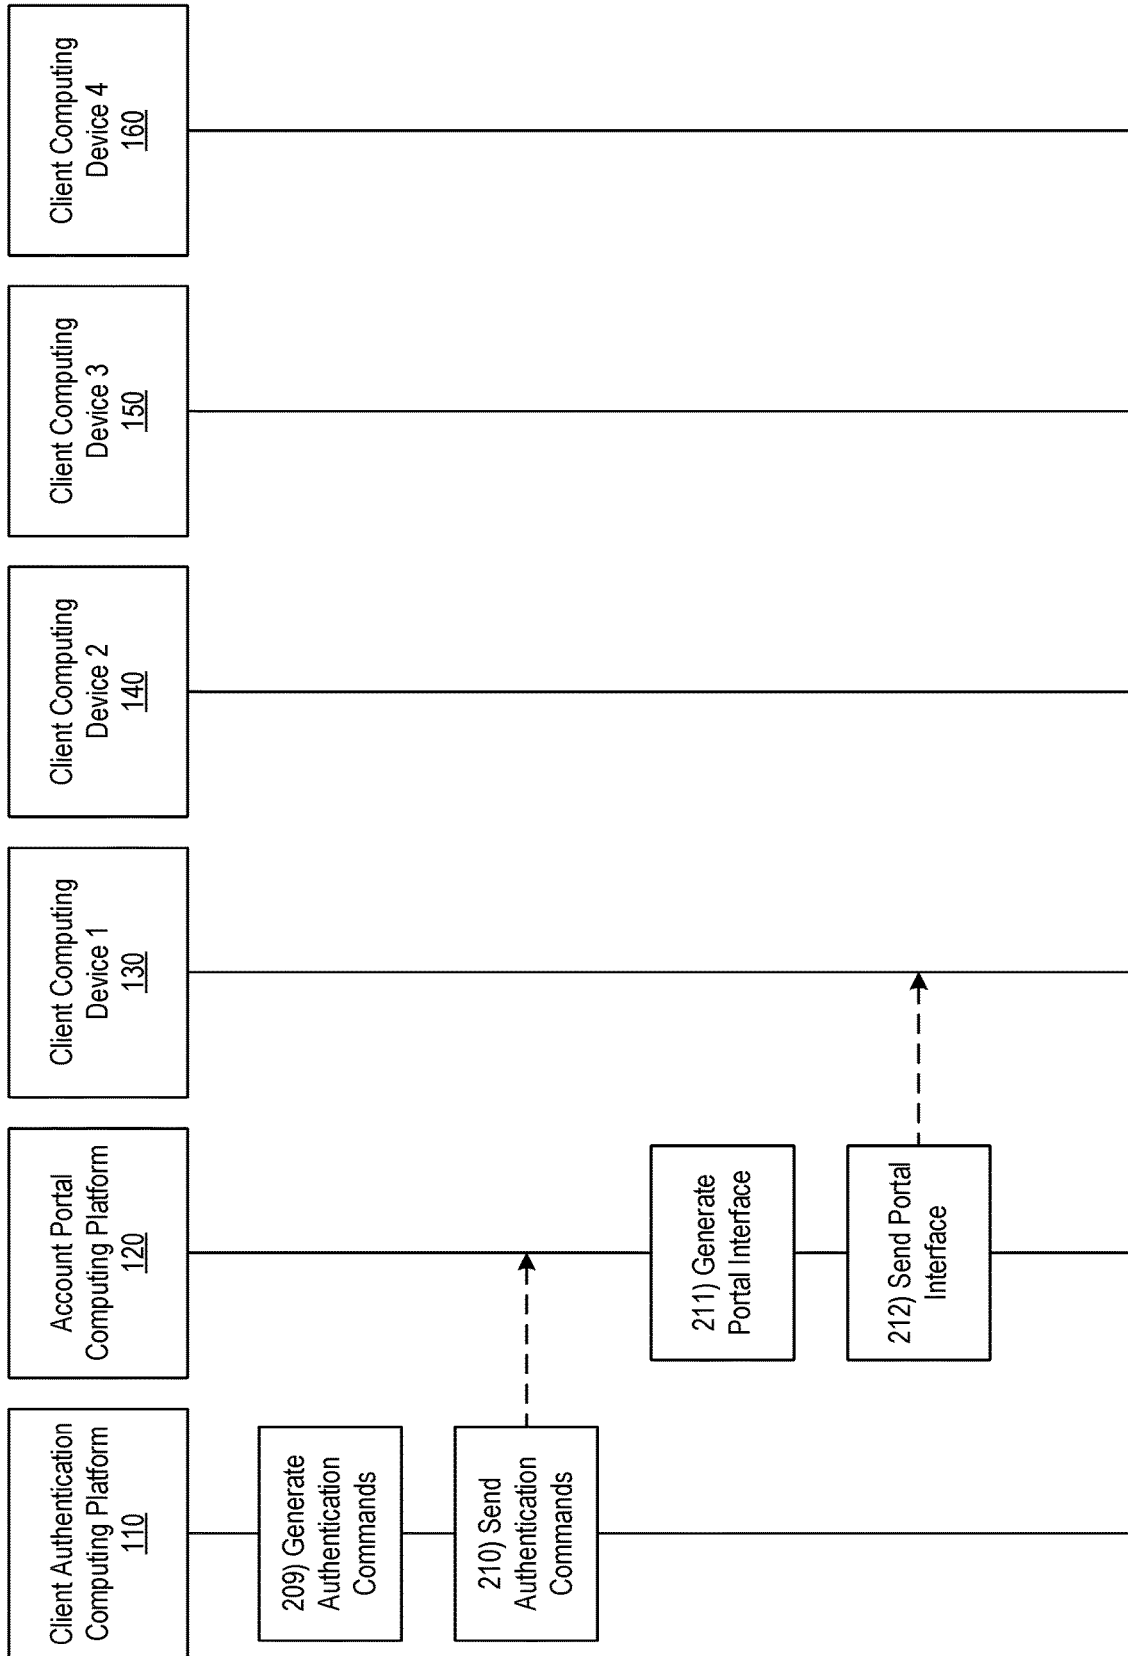 Client Authentication
Computing Platform
110
Account Portal
Computing Platform
120
Client Computing
Device 1
130
Client Computing
Device 2
140
Client Computing
Device 3
150
Client Computing
Device 4
160
209) Generate
Authentication
Commands
210) Send
Authentication
Commands
211) Generate
Portal Interface
212) Send Portal
Interface